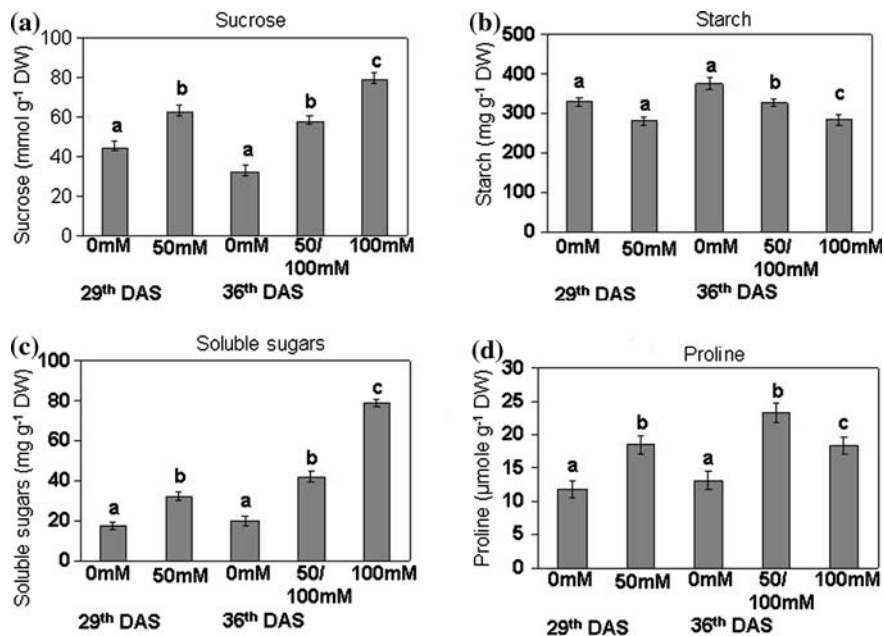 (a)
Sucrose
Sucrose (mmol g⁻¹ DW)
100
80
60
40
20
0
a
b
a
b
c
0mM 50mM 0mM 50/ 100mM
100mM
29th DAS 36th DAS
(b)
Starch
Starch (mg g⁻¹ DW)
500
400
300
200
100
0
a
a
a
b
c
0mM 50mM 0mM 50/ 100mM
100mM
29th DAS 36th DAS
(c)
Soluble sugars
Soluble sugars (mg g⁻¹ DW)
100
80
60
40
20
0
a
b
a
b
c
0mM 50mM 0mM 50/ 100mM
100mM
29th DAS 36th DAS
(d)
Proline
Proline (µmole g⁻¹ DW)
30
25
20
15
10
5
0
a
b
a
b
c
0mM 50mM 0mM 50/ 100mM
100mM
29th DAS 36th DAS